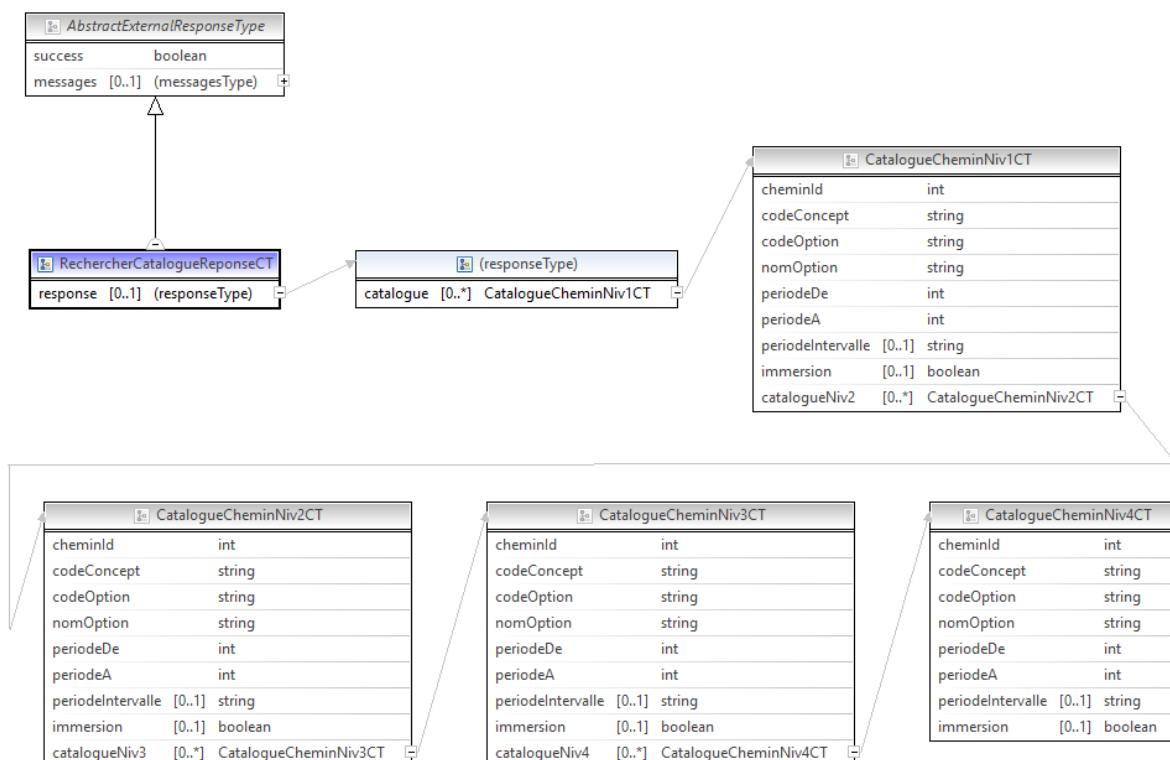 AbstractExternalResponseType
success boolean
messages [0..1] (messagesType)
RechercherCatalogueReponseCT
response [0..1] (responseType)
(responseType)
catalogue [0..*] CatalogueCheminNiv1CT
CatalogueCheminNiv1CT
cheminId int
codeConcept string
codeOption string
nomOption string
periodeDe int
periodeA int
periodeIntervalle [0..1] string
immersion [0..1] boolean
catalogueNiv2 [0..*] CatalogueCheminNiv2CT
CatalogueCheminNiv2CT
cheminId int
codeConcept string
codeOption string
nomOption string
periodeDe int
periodeA int
periodeIntervalle [0..1] string
immersion [0..1] boolean
catalogueNiv3 [0..*] CatalogueCheminNiv3CT
CatalogueCheminNiv3CT
cheminId int
codeConcept string
codeOption string
nomOption string
periodeDe int
periodeA int
periodeIntervalle [0..1] string
immersion [0..1] boolean
catalogueNiv4 [0..*] CatalogueCheminNiv4CT
CatalogueCheminNiv4CT
cheminId int
codeConcept string
codeOption string
nomOption string
periodeDe int
periodeA int
periodeIntervalle [0..1] string
immersion [0..1] boolean